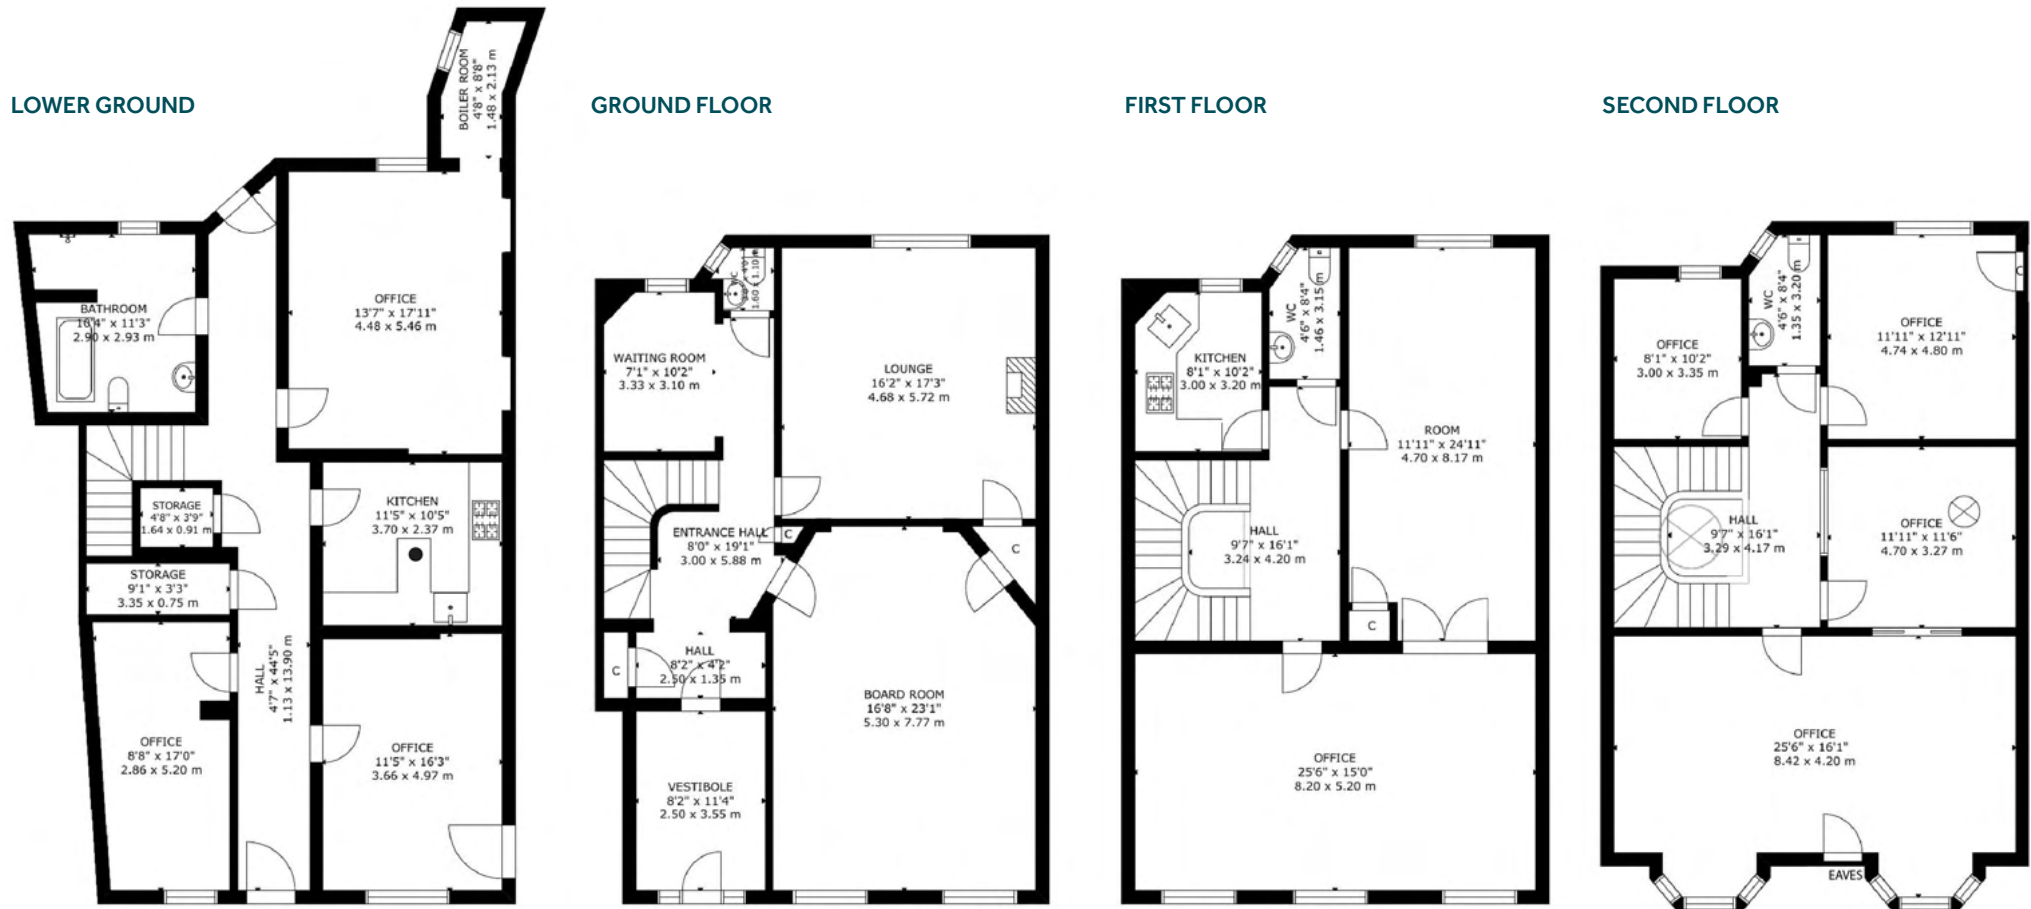 LOWER GROUND
BOILER ROOM
4'8" x 8'8"
1.48 x 2.13 m
OFFICE
13'7" x 17'11"
4.48 x 5.46 m
BATHROOM
10'4" x 11'3"
2.90 x 2.93 m
KITCHEN
11'5" x 10'5"
3.70 x 2.37 m
STORAGE
4'8" x 3'9"
1.64 x 0.91 m
STORAGE
9'1" x 3'3"
3.35 x 0.75 m
HALL
4'7" x 44'5"
1.13 x 13.90 m
OFFICE
8'8" x 17'0"
2.86 x 5.20 m
OFFICE
11'5" x 16'3"
3.66 x 4.97 m
GROUND FLOOR
WC
1.60 x 1.10
WAITING ROOM
7'1" x 10'2"
3.33 x 3.10 m
LOUNGE
16'2" x 17'3"
4.68 x 5.72 m
ENTRANCE HALL
8'0" x 19'1"
3.00 x 5.88 m
C
C
HALL
8'2" x 4'2"
2.50 x 1.35 m
C
BOARD ROOM
16'8" x 23'1"
5.30 x 7.77 m
VESTIBOLE
8'2" x 11'4"
2.50 x 3.55 m
FIRST FLOOR
WC
4'6" x 8'4"
1.46 x 3.15 m
KITCHEN
8'1" x 10'2"
3.00 x 3.20 m
ROOM
11'11" x 24'11"
4.70 x 8.17 m
HALL
9'7" x 16'1"
3.24 x 4.20 m
C
OFFICE
25'6" x 15'0"
8.20 x 5.20 m
SECOND FLOOR
WC
4'6" x 8'4"
1.35 x 3.20 m
C
OFFICE
11'11" x 12'11"
4.74 x 4.80 m
OFFICE
8'1" x 10'2"
3.00 x 3.35 m
HALL
9'7" x 16'1"
3.29 x 4.17 m
OFFICE
11'11" x 11'6"
4.70 x 3.27 m
OFFICE
25'6" x 16'1"
8.42 x 4.20 m
EAVES